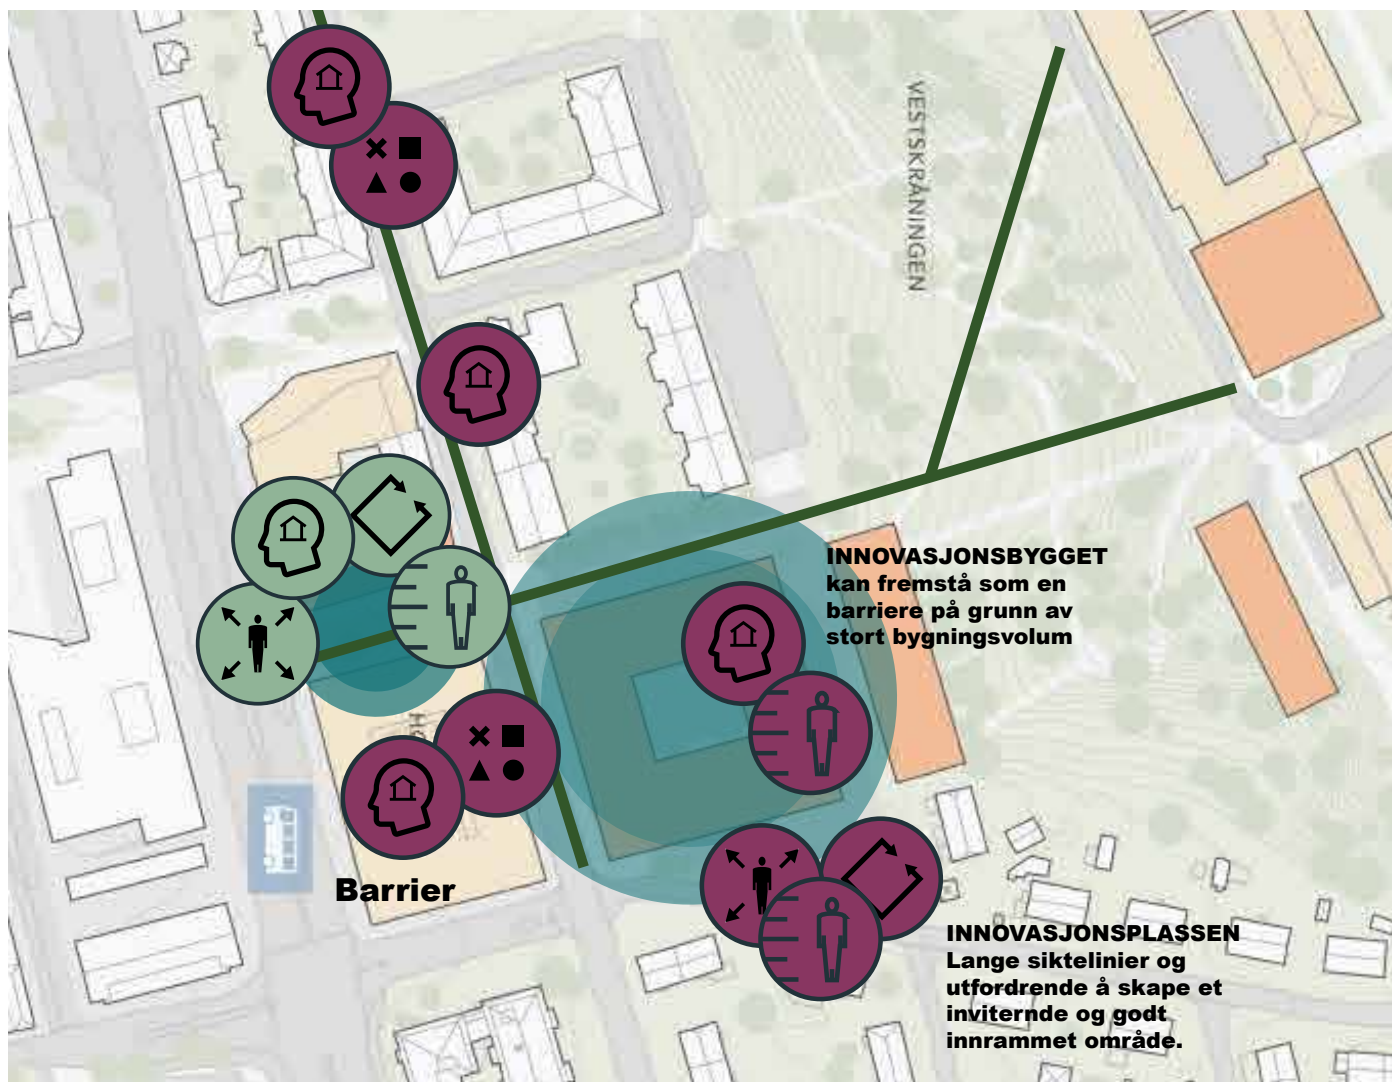 VESTSKRÅNINGEN
INNOVASJONSBYGGET
kan fremstå som en
barriere på grunn av
stort bygningsvolum
Barrier
INNOVASJONSPLASSEN
Lange siktelinier og
utfordrende å skape et
inviternde og godt
innrammet område.